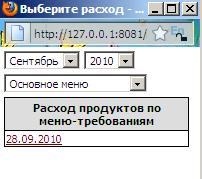 Выберите расход - ...
http://127.0.0.1:8081/
Сентябрь 2010
Основное меню
Расход продуктов по
меню-требованиям
28.09.2010